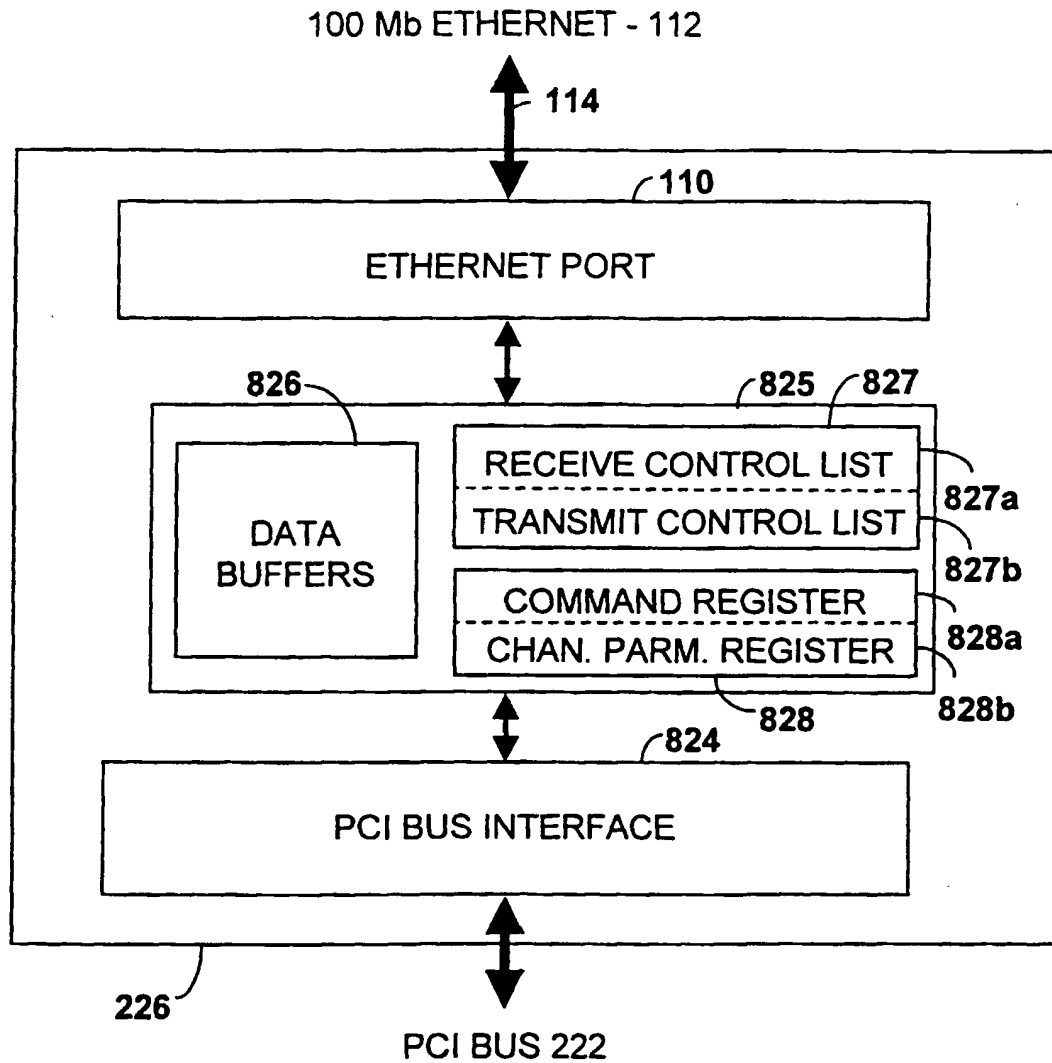 100 Mb ETHERNET - 112
114
110
ETHERNET PORT
826
825
827
DATA
BUFFERS
RECEIVE CONTROL LIST
827a
TRANSMIT CONTROL LIST
827b
COMMAND REGISTER
828a
CHAN. PARM. REGISTER
828b
828
824
PCI BUS INTERFACE
226
PCI BUS 222